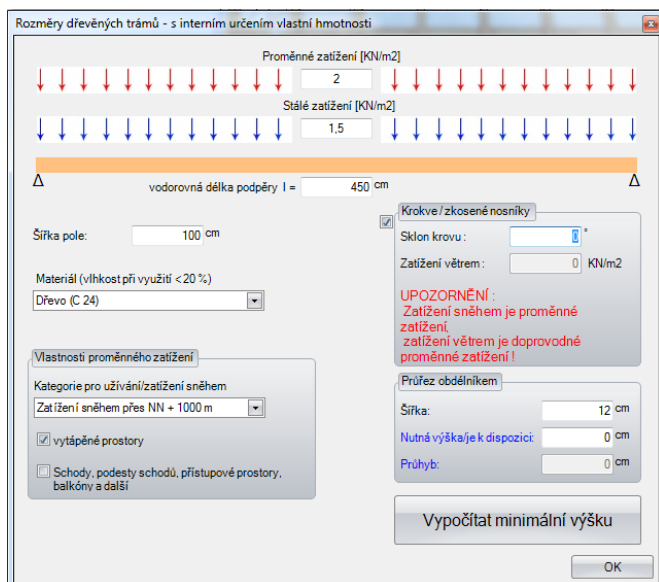 Rozměry dřevěných trámů - s interním určením vlastní hmotnosti
Proměnné zatížení [KN/m2]
2
Stálé zatížení [KN/m2]
1,5
vodorovná délka podpěry l = 450 cm
Šířka pole: 100 cm
Materiál (vlhkost při využití <20 %)
Dřevo (C 24)
Vlastnosti proměnného zatížení
Kategorie pro užívání/zatížení sněhem
Zatížení sněhem přes NN + 1000 m
vytápěné prostory
Schody, podesty schodů, přístupové prostory,
balkóny a další
Krokve / zkosené nosníky
Sklon krovu : 0 °
Zatížení větrem : 0 KN/m2
UPOZORNĚNÍ :
Zatížení sněhem je proměnné
zatížení,
zatížení větrem je doprovodné
proměnné zatížení !
Průřez obdélníkem
Šířka: 12 cm
Nutná výška/je k dispozici: 0 cm
Průhyb: 0 cm
Vypočítat minimální výšku
OK